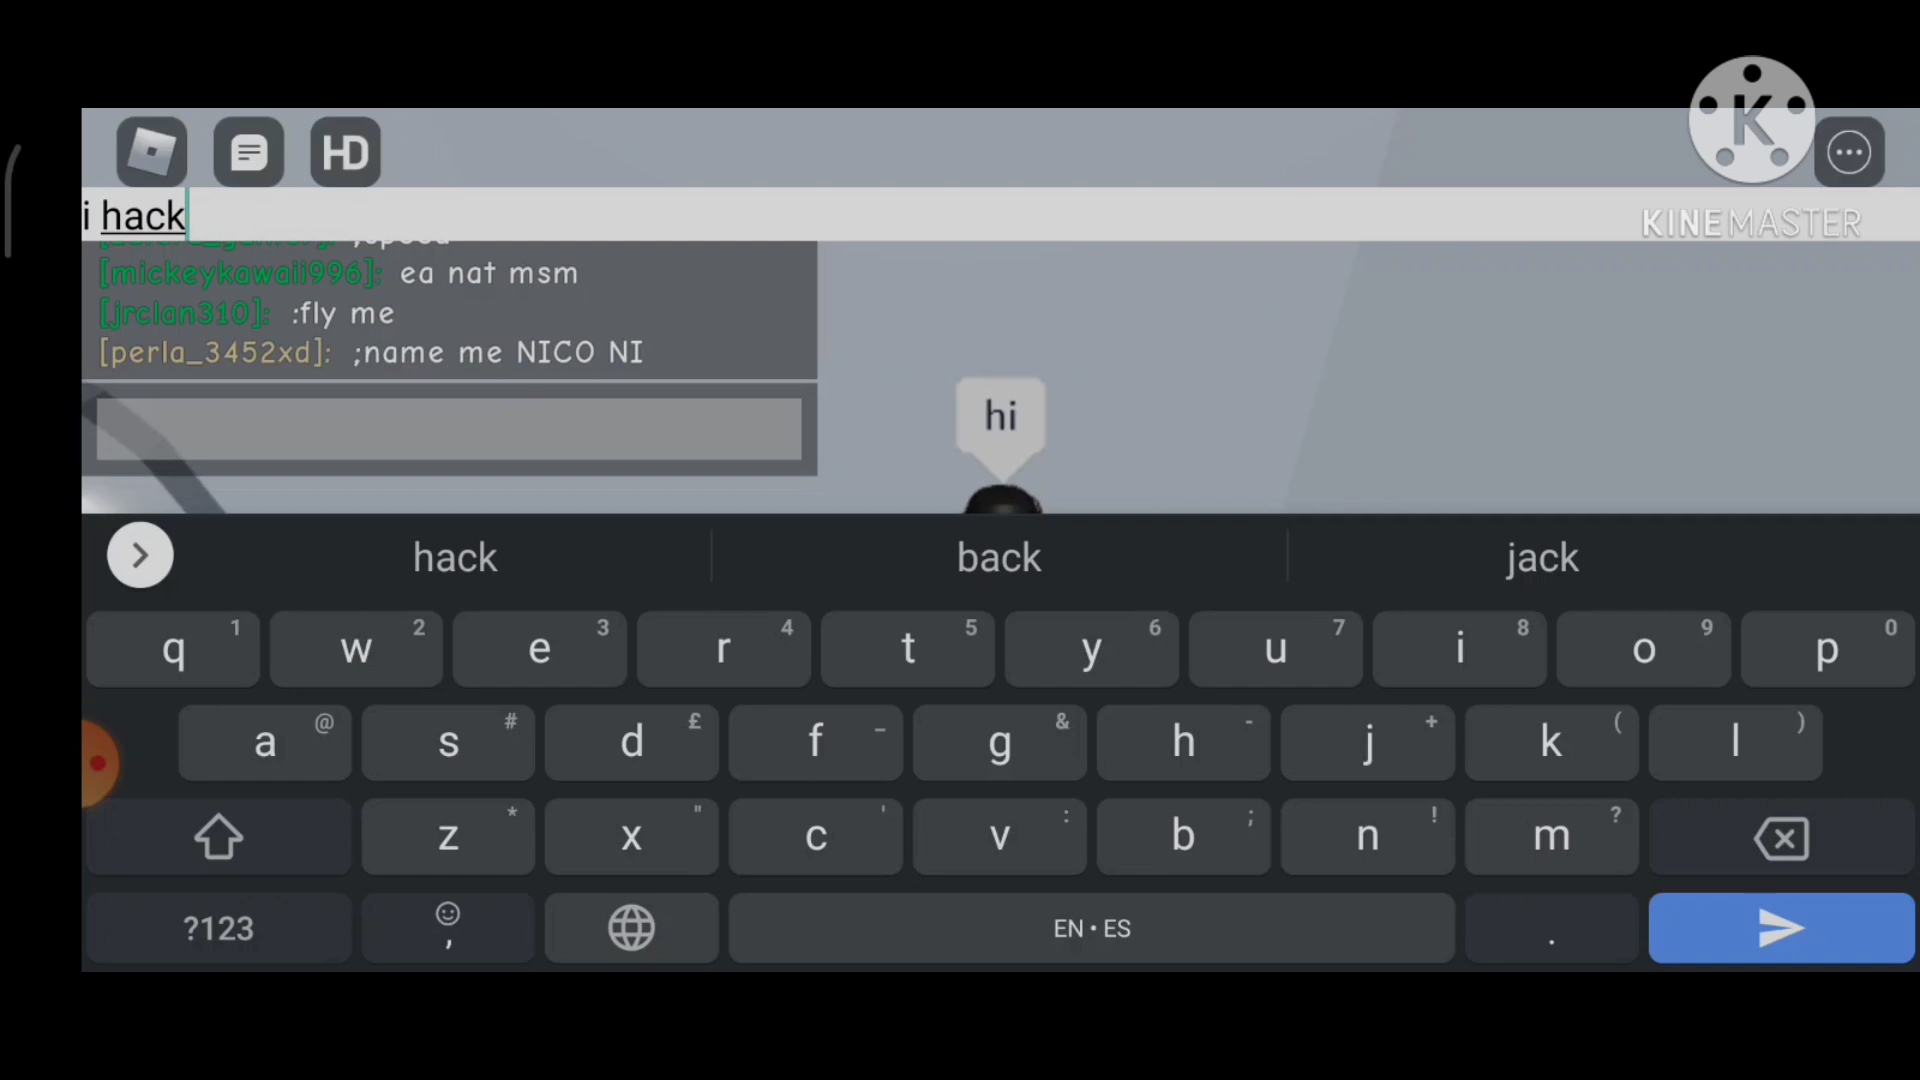 HD
K
i hack
KINEMASTER
[mickeykawaii996]: ea nat msm
[jrclan310]: :fly me
[perla_3452xd]: ;name me NICO NI
hi
hack back jack
q 1 w 2 e 3 r 4 t 5 y 6 u 7 i 8 o 9 p 0
a @ s # d £ f _ g & h - j + k ( l )
z * x " c ' v : b ; n ! m ?
?123 , EN • ES .